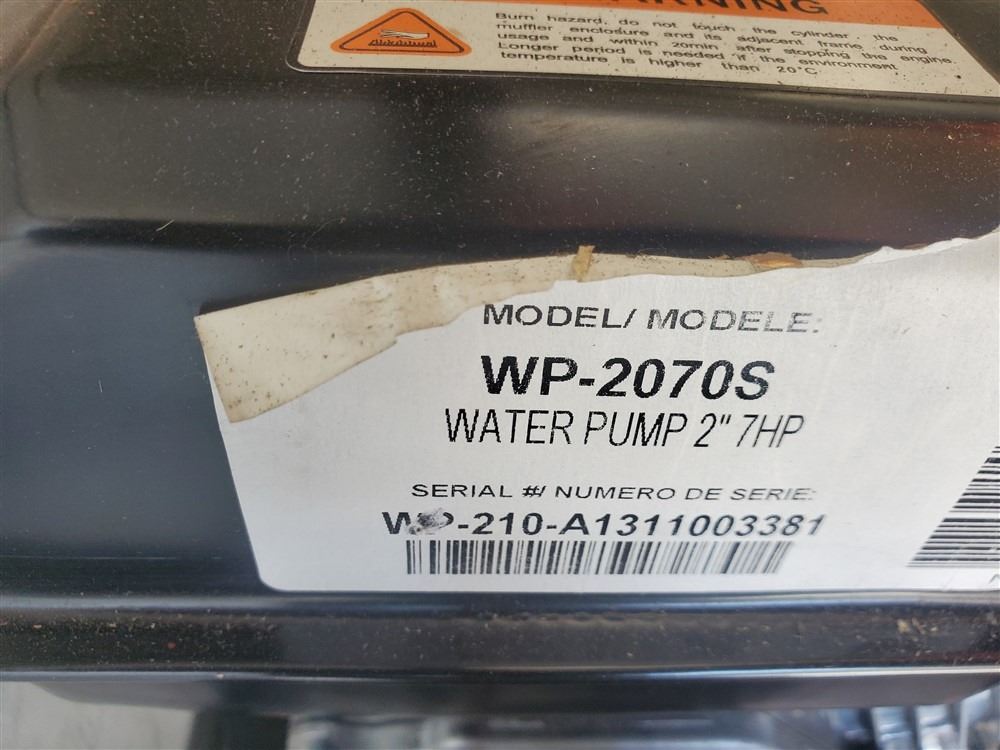 WARNING
Burn hazard, do not touch the cylinder the
muffler enclosure and its adjacent frame during
usage and within 20min after stopping the engine
Longer period is needed if the environment
temperature is higher than 20°C
MODEL/ MODELE:
WP-2070S
WATER PUMP 2" 7HP
SERIAL #/ NUMERO DE SERIE:
WP-210-A1311003381